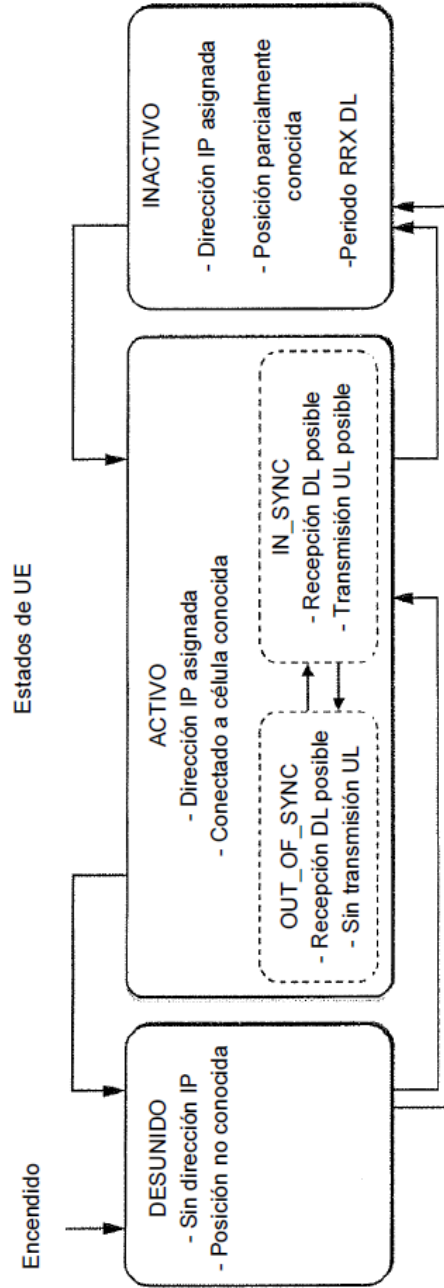 Estados de UE
Encendido
DESUNIDO
- Sin dirección IP
- Posición no conocida
ACTIVO
- Dirección IP asignada
- Conectado a célula conocida
OUT_OF_SYNC
- Recepción DL posible
- Sin transmisión UL
IN_SYNC
- Recepción DL posible
- Transmisión UL posible
INACTIVO
- Dirección IP asignada
- Posición parcialmente
conocida
-Periodo RRX DL